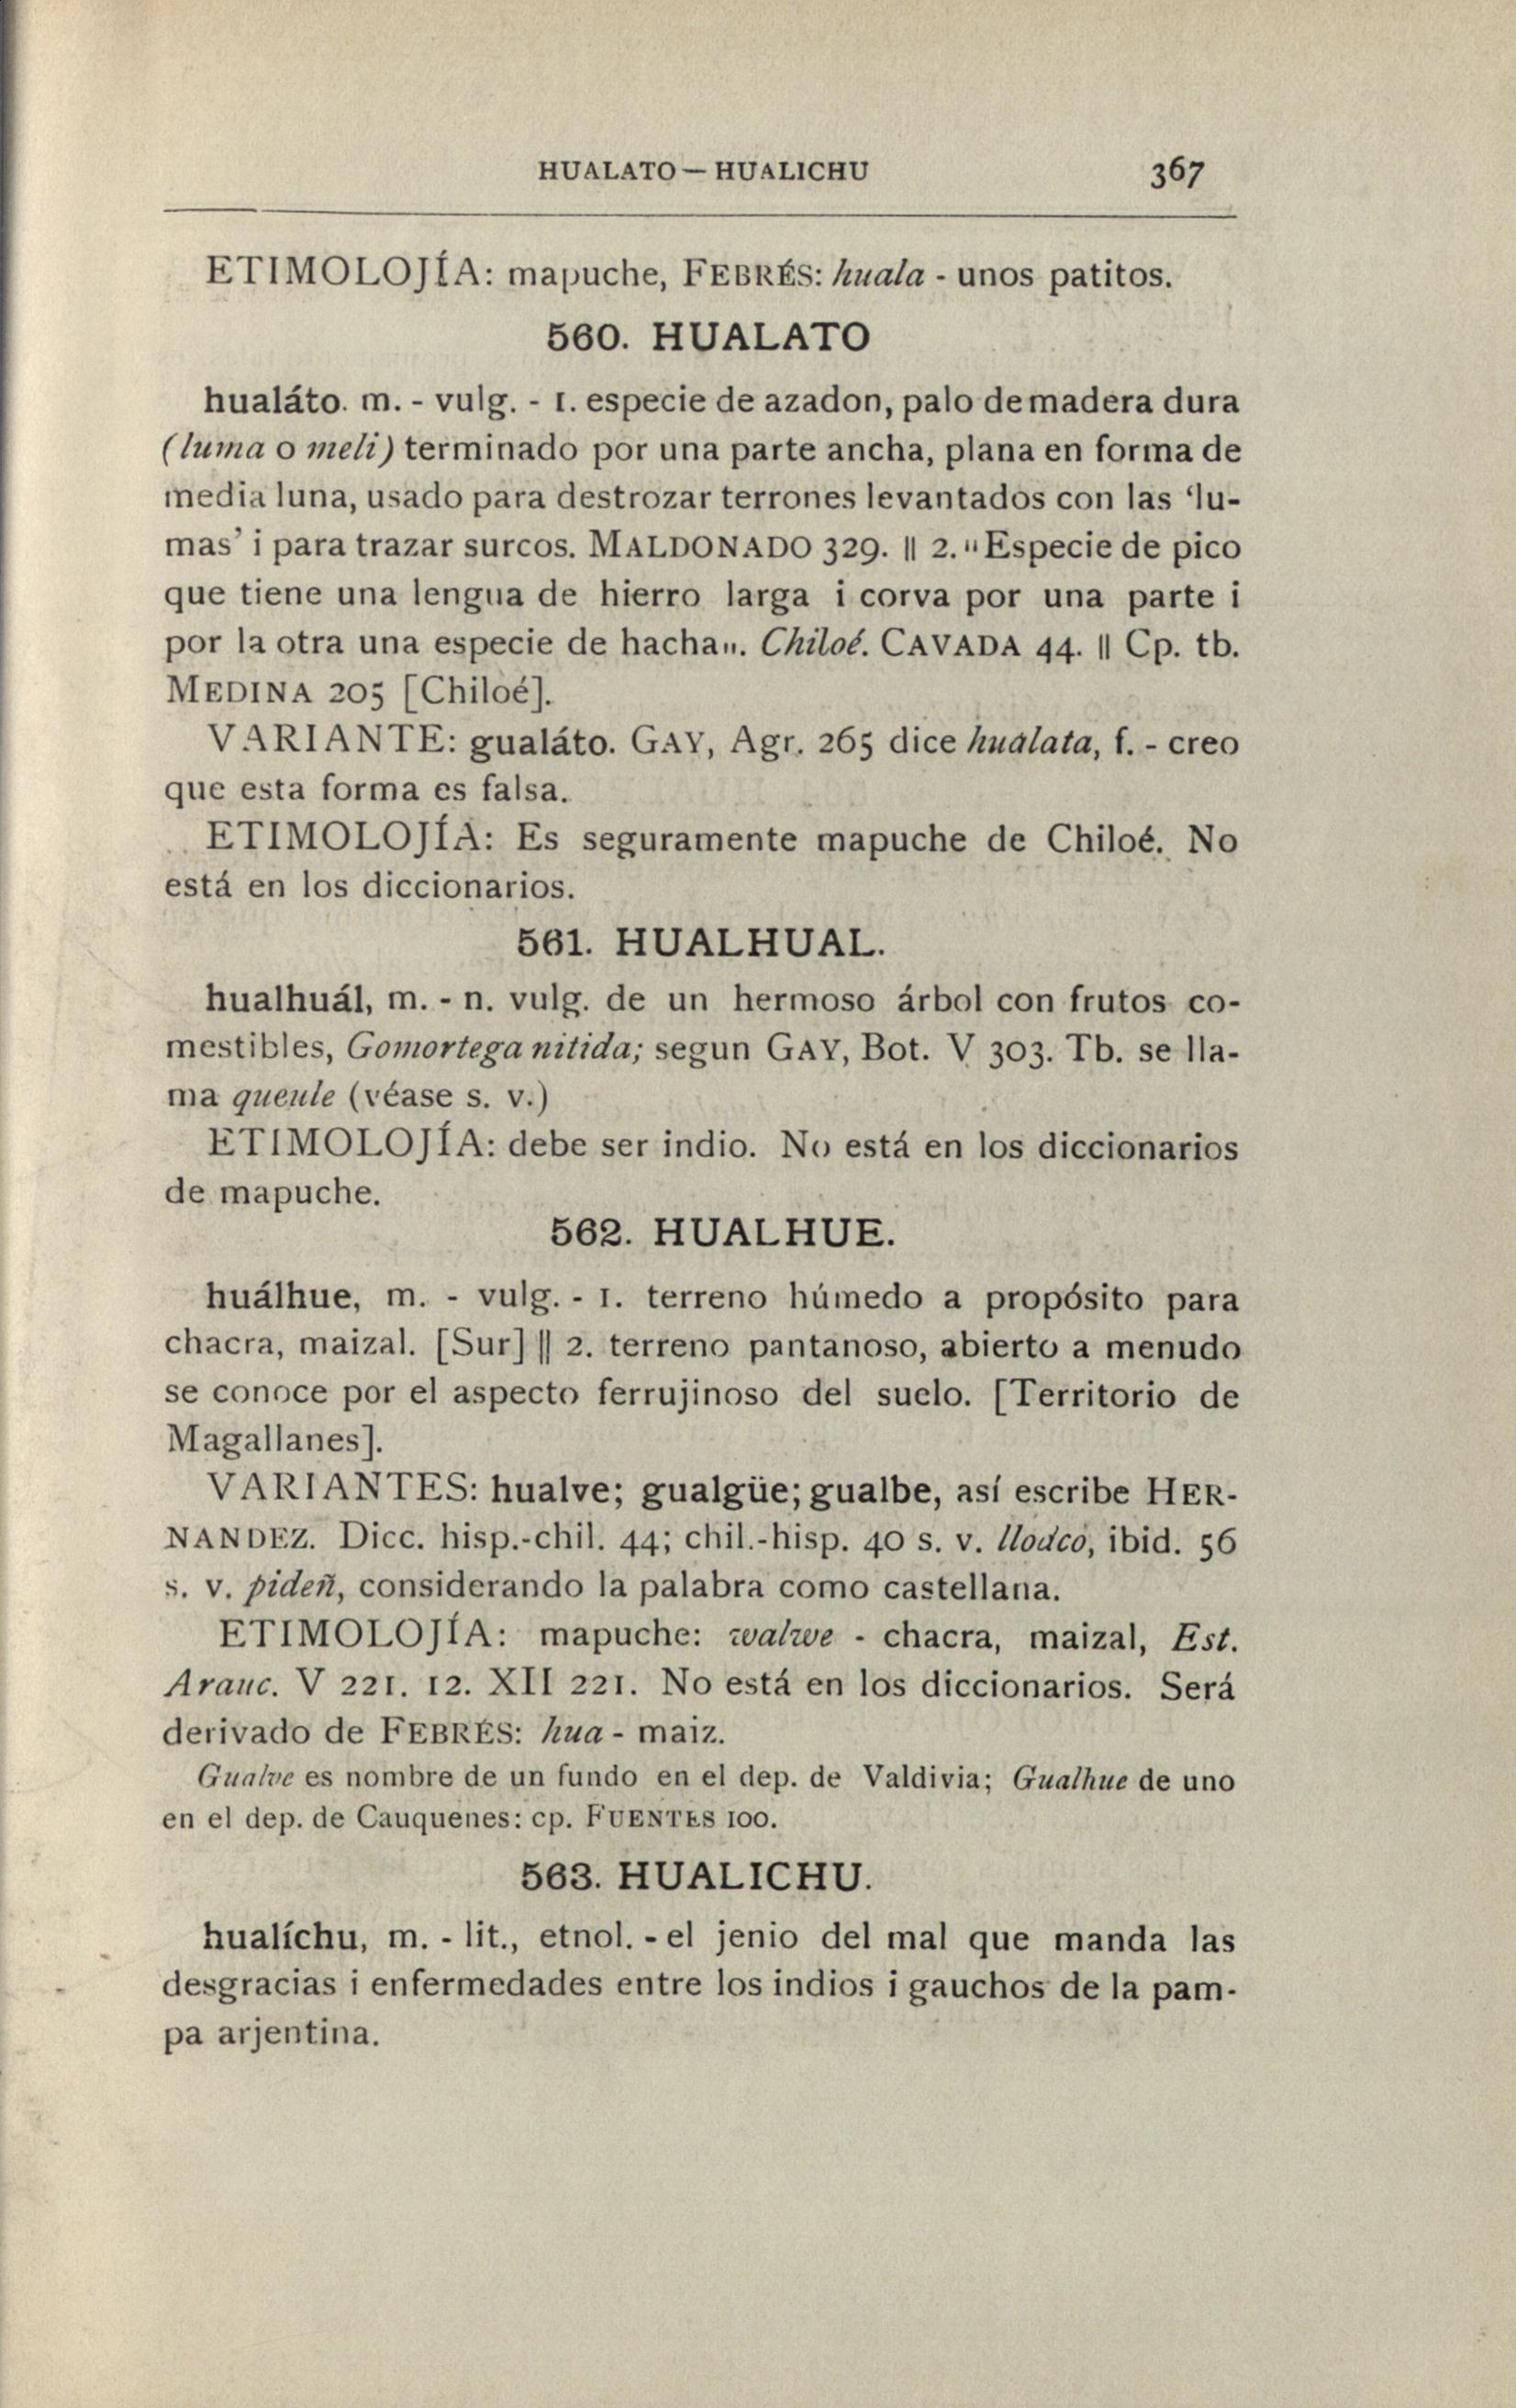 HUALATO — HUALICHU 367
ETIMOLOJÍA: mapuche, FEBRÉS: huala - unos patitos.
560. HUALATO
hualáto. m. - vulg. - 1. especie de azadon, palo de madera dura
(luma o meli) terminado por una parte ancha, plana en forma de
media luna, usado para destrozar terrones levantados con las ‘lu-
mas’ i para trazar surcos. MALDONADO 329. || 2. "Especie de pico
que tiene una lengua de hierro larga i corva por una parte i
por la otra una especie de hacha". Chiloé. CAVADA 44. || Cp. tb.
MEDINA 205 [Chiloé].
VARIANTE: gualáto. GAY, Agr. 265 dice hualata, f. - creo
que esta forma es falsa.
ETIMOLOJÍA: Es seguramente mapuche de Chiloé. No
está en los diccionarios.
561. HUALHUAL.
hualhuál, m. - n. vulg. de un hermoso árbol con frutos co-
mestibles, Gomortega nitida; segun GAY, Bot. V 303. Tb. se lla-
ma queule (véase s. v.)
ETIMOLOJÍA: debe ser indio. No está en los diccionarios
de mapuche.
562. HUALHUE.
huálhue, m. - vulg. - 1. terreno húmedo a propósito para
chacra, maizal. [Sur] || 2. terreno pantanoso, abierto a menudo
se conoce por el aspecto ferrujinoso del suelo. [Territorio de
Magallanes].
VARIANTES: hualve; gualgüe; gualbe, así escribe HER-
NANDEZ. Dicc. hisp.-chil. 44; chil.-hisp. 40 s. v. llodcó, ibid. 56
s. v. pideñ, considerando la palabra como castellana.
ETIMOLOJÍA: mapuche: walwe - chacra, maizal, Est.
Arauc. V 221. 12. XII 221. No está en los diccionarios. Será
derivado de FEBRÉS: hua - maiz.
Gualve es nombre de un fundo en el dep. de Valdivia; Gualhue de uno
en el dep. de Cauquenes: cp. FUENTES 100.
563. HUALICHU.
hualíchu, m. - lit., etnol. - el jenio del mal que manda las
desgracias i enfermedades entre los indios i gauchos de la pam-
pa arjentina.